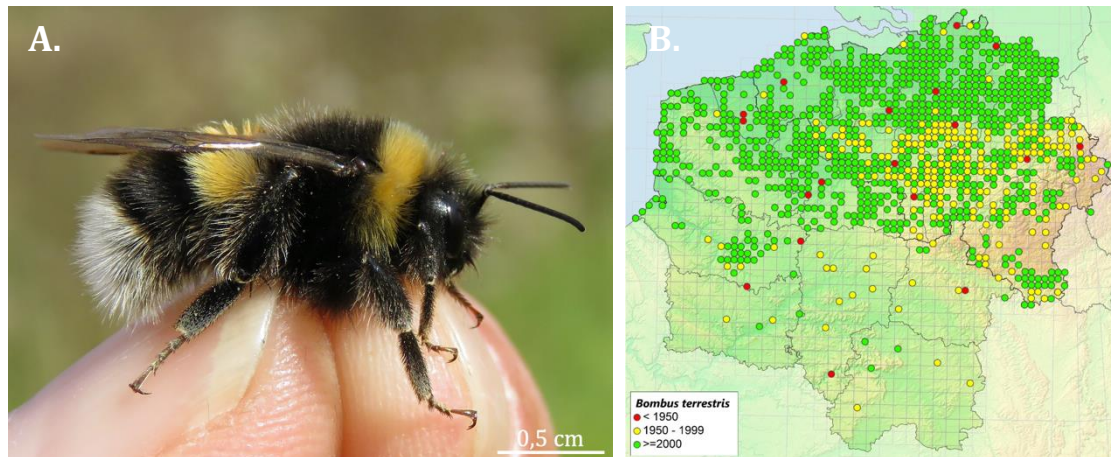 A.
0,5 cm
B.
Bombus terrestris
< 1950
1950 - 1999
>=2000